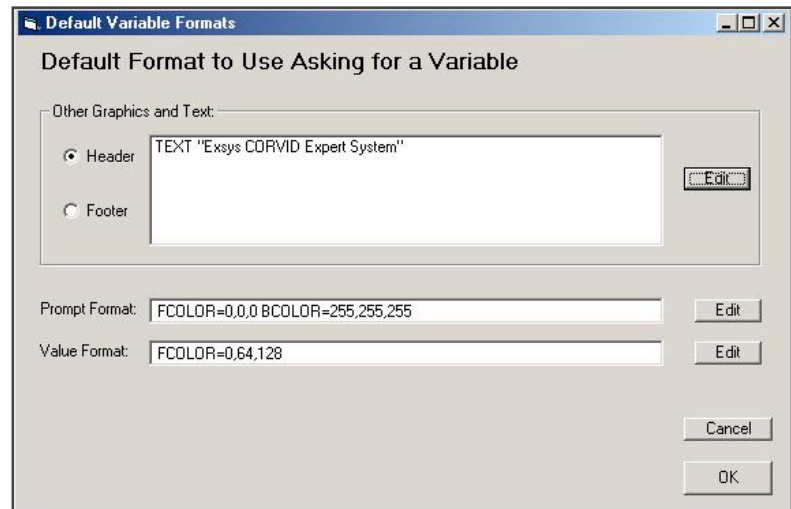 Default Variable Formats
Default Format to Use Asking for a Variable
Other Graphics and Text:
Header
TEXT "Exsys CORVID Expert System"
Edit
Footer
Prompt Format: FCOLOR=0,0,0 BCOLOR=255,255,255 Edit
Value Format: FCOLOR=0,64,128 Edit
Cancel
OK